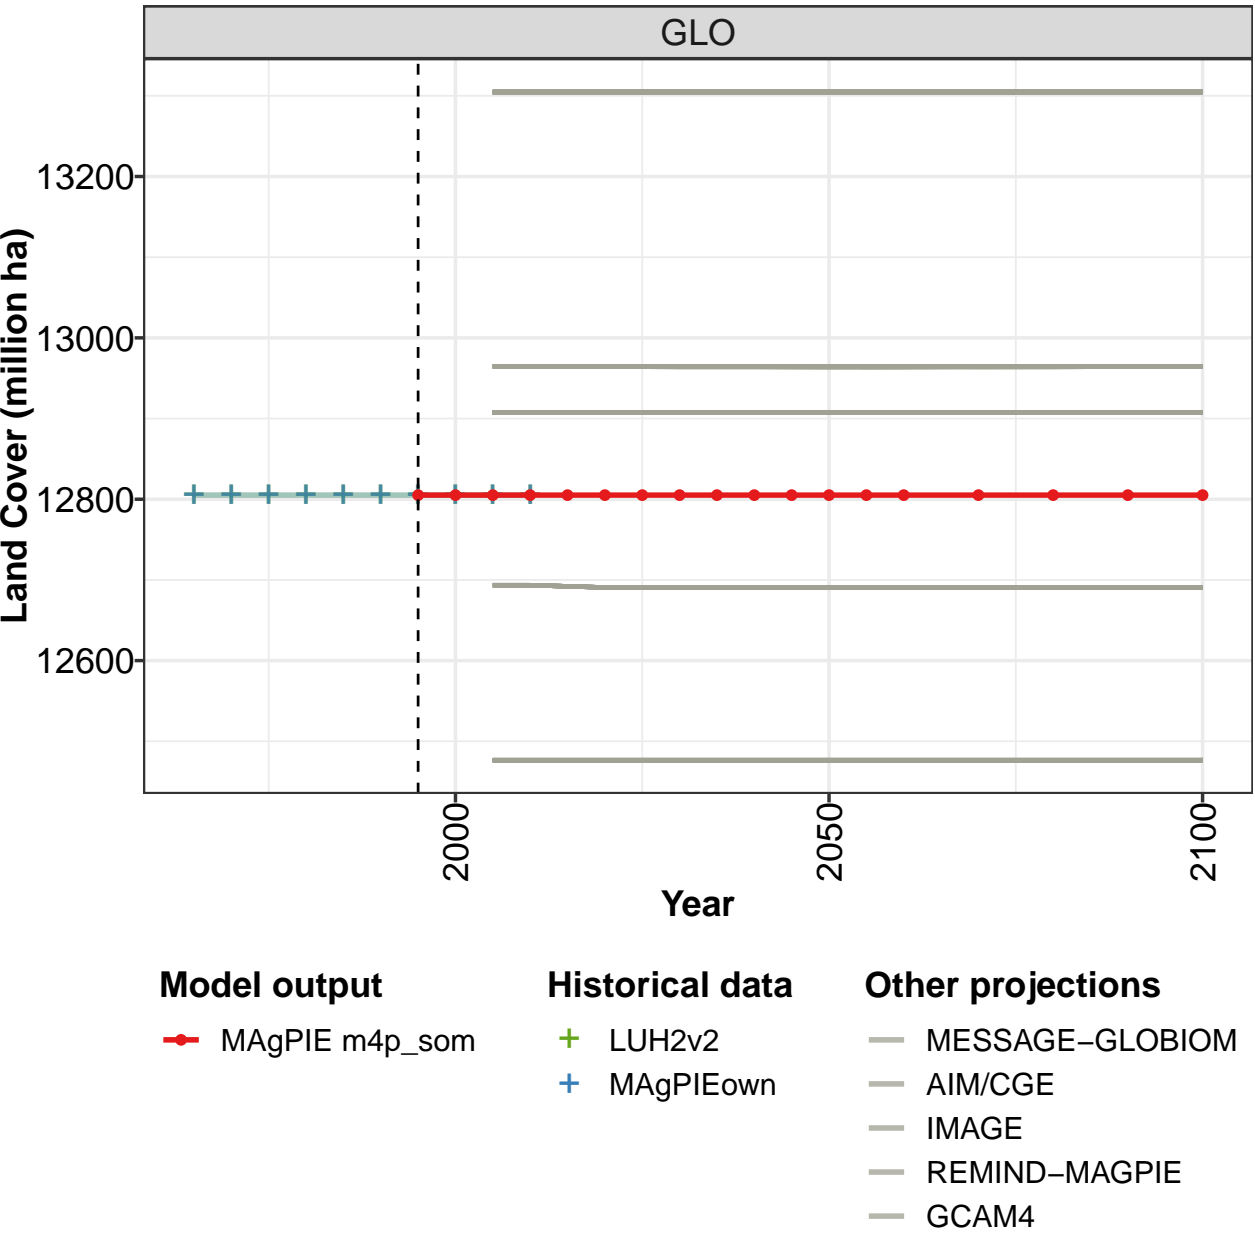 GLO
13200
13000
12800
12600
Land Cover (million ha)
2000
2050
2100
Year
Model output
MAgPIE m4p_som
Historical data
LUH2v2
MAgPIEown
Other projections
MESSAGE−GLOBIOM
AIM/CGE
IMAGE
REMIND−MAGPIE
GCAM4